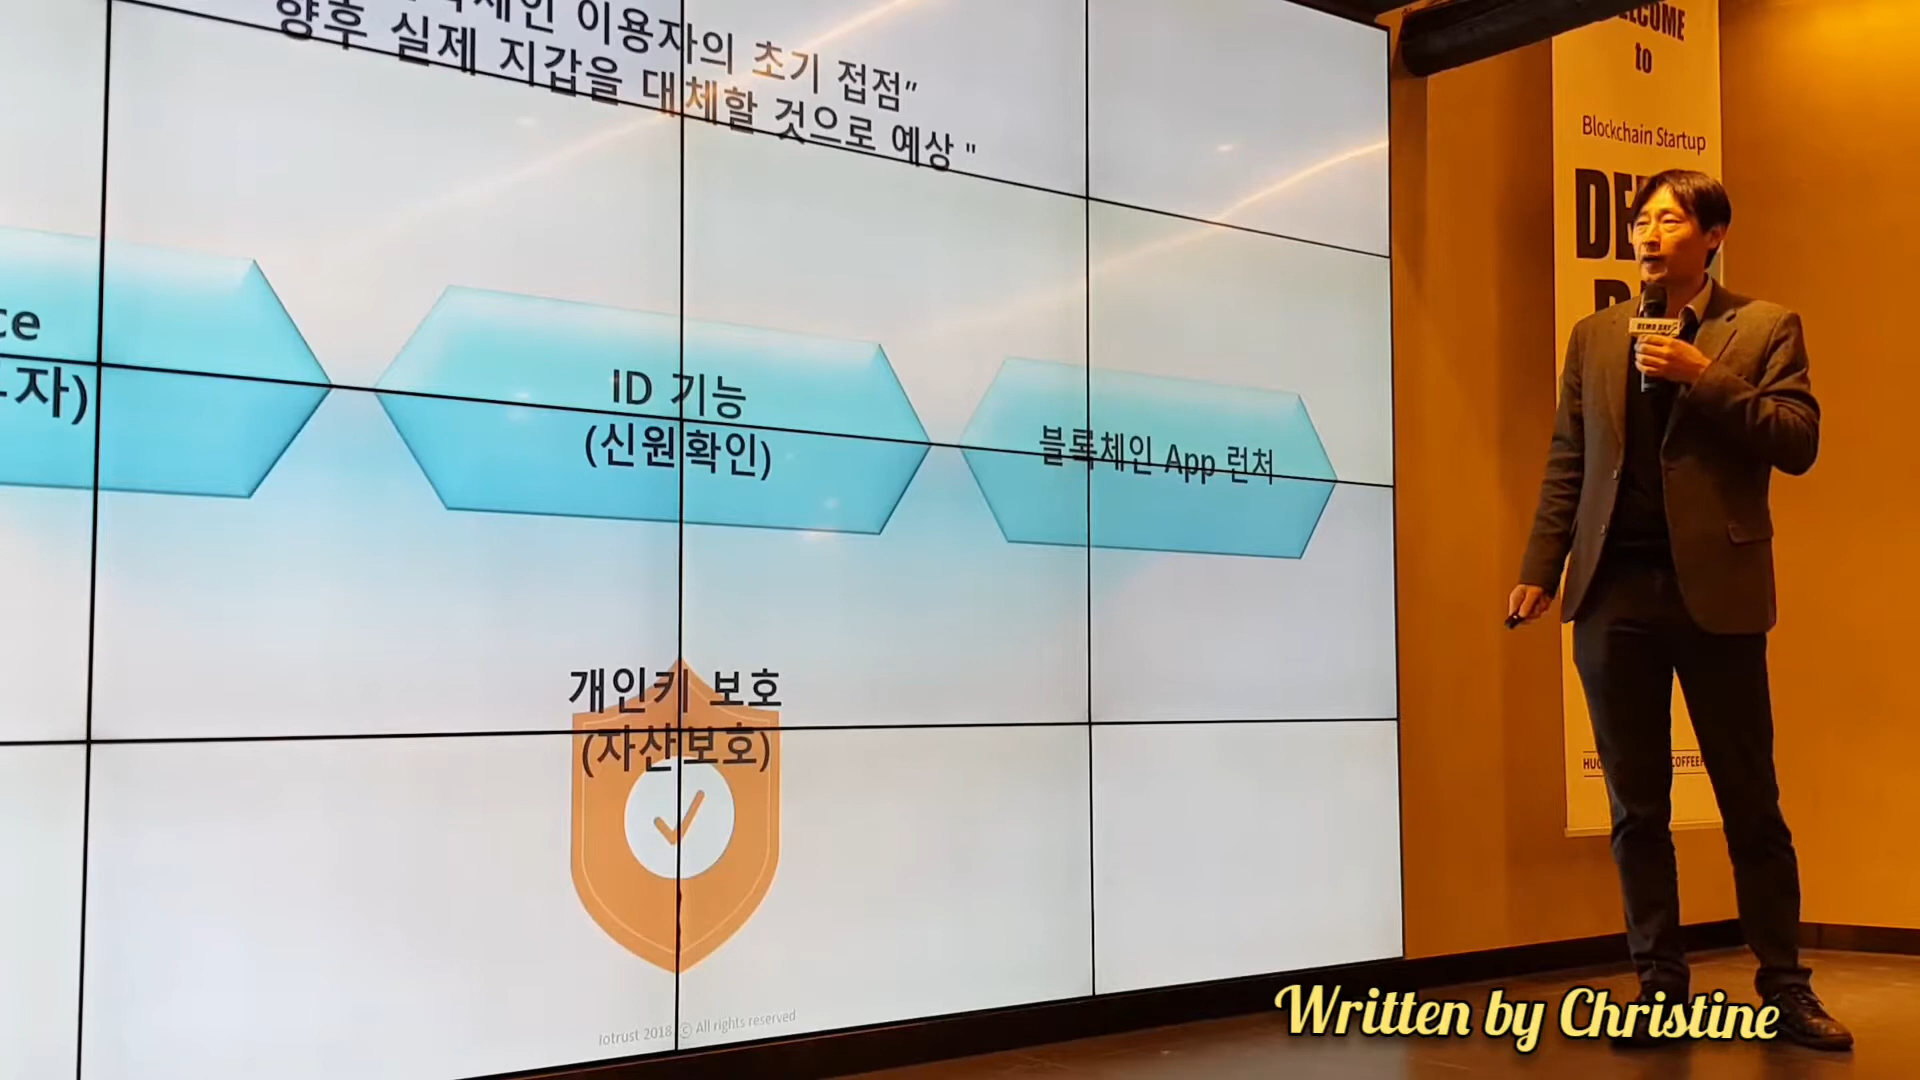 이용자의 초기 접점”
향후 실제 지갑을 대체할 것으로 예상 "
ID 기능
(신원확인)
블록체인 App 런처
개인키 보호
(자산보호)
Iotrust 2018 ⓒ All rights reserved
to
Blockchain Startup
DEMO DAY
Written by Christine